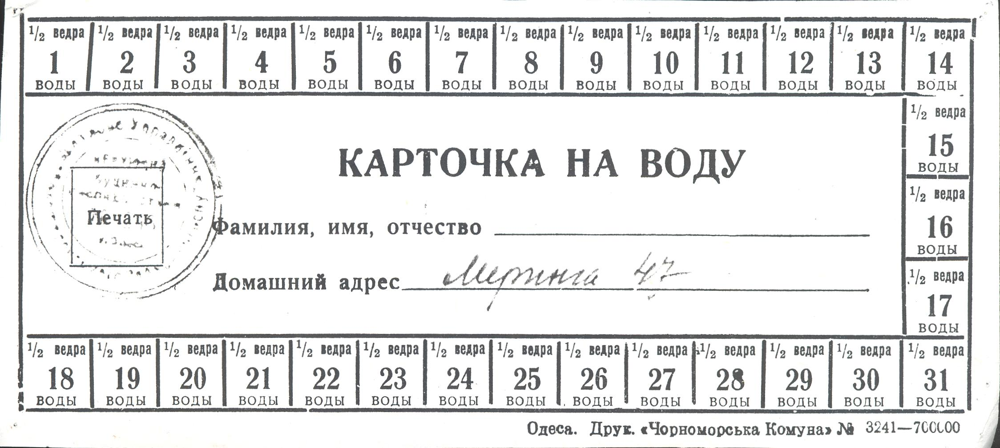 1/2 ведра 1/2 ведра 1/2 ведра 1/2 ведра 1/2 ведра 1/2 ведра 1/2 ведра 1/2 ведра 1/2 ведра 1/2 ведра 1/2 ведра 1/2 ведра 1/2 ведра 1/2 ведра
1 2 3 4 5 6 7 8 9 10 11 12 13 14
воды воды воды воды воды воды воды воды воды воды воды воды воды воды
1/2 ведра
15
воды
1/2 ведра
16
воды
1/2 ведра
17
воды
Управління
Печать
КАРТОЧКА НА ВОДУ
Фамилия, имя, отчество
Домашний адрес Меринга 47
1/2 ведра 1/2 ведра 1/2 ведра 1/2 ведра 1/2 ведра 1/2 ведра 1/2 ведра 1/2 ведра 1/2 ведра 1/2 ведра 1/2 ведра 1/2 ведра 1/2 ведра 1/2 ведра
18 19 20 21 22 23 24 25 26 27 28 29 30 31
воды воды воды воды воды воды воды воды воды воды воды воды воды воды
Одеса. Друк. «Чорноморська Комуна» № 3241—700000